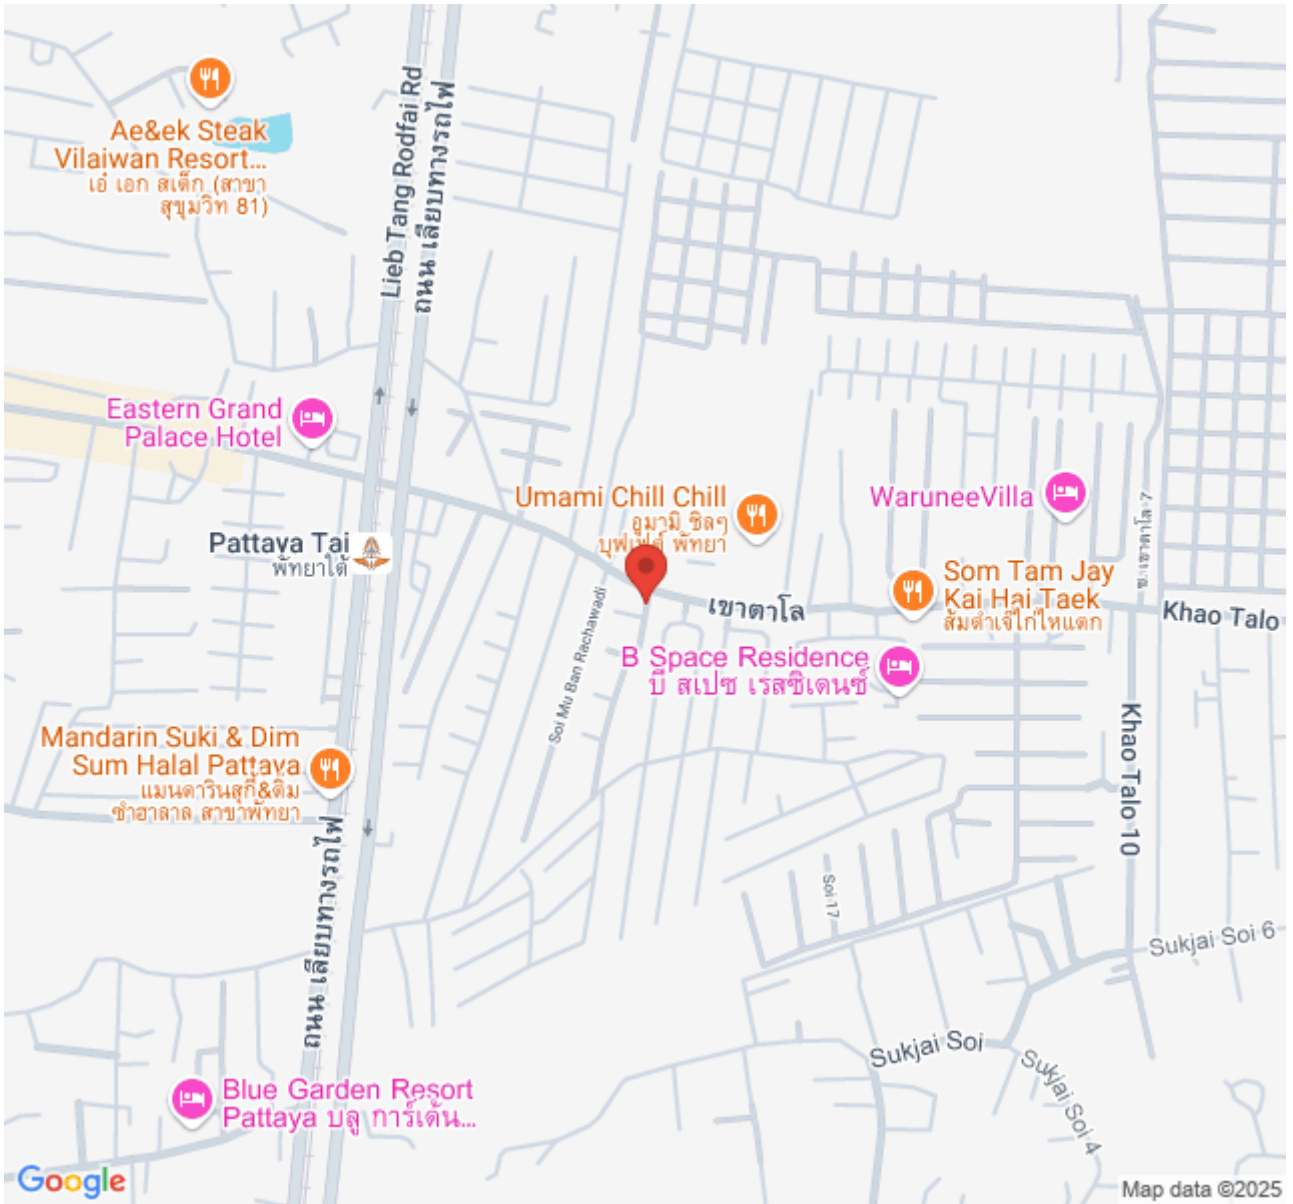 Lieb Tang Rodfai Rd
ถนน เลียบทางรถไฟ
Ae&ek Steak
Vilaiwan Resort...
เอ๋ เอก สเต็ก (สาขา
สุขุมวิท 81)
Eastern Grand
Palace Hotel
Umami Chill Chill
อูมามิ ชิลๆ
บุฟเฟ่ต์ พัทยา
WaruneeVilla
ซ. เขาตาโล 7
Pattaya Tai
พัทยาใต้
Som Tam Jay
Kai Hai Taek
ส้มตำเจ๊ไก่ไหแตก
เขาตาโล
Khao Talo
Soi Mu Ban Rachawadi
B Space Residence
บี สเปซ เรสซิเดนซ์
Mandarin Suki & Dim
Sum Halal Pattaya
แมนดารินสุกี้&ติ่ม
ซำฮาลาล สาขาพัทยา
Khao Talo 10
Soi 17
ถนน เลียบทางรถไฟ
Sukjai Soi 6
Sukjai Soi
Sukjai Soi 4
Blue Garden Resort
Pattaya บลู การ์เด้น...
Google
Map data ©2025